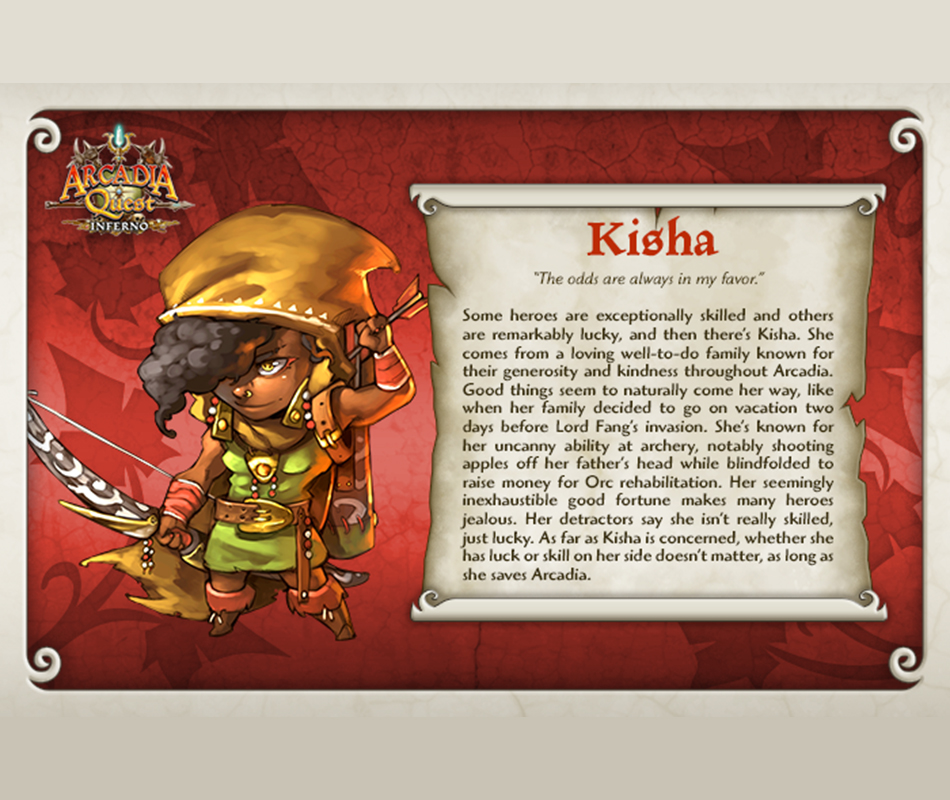 ARCADIA
Quest
INFERNO
Kisha
"The odds are always in my favor."
Some heroes are exceptionally skilled and others
are remarkably lucky, and then there's Kisha. She
comes from a loving well-to-do family known for
their generosity and kindness throughout Arcadia.
Good things seem to naturally come her way, like
when her family decided to go on vacation two
days before Lord Fang's invasion. She's known for
her uncanny ability at archery, notably shooting
apples off her father's head while blindfolded to
raise money for Orc rehabilitation. Her seemingly
inexhaustible good fortune makes many heroes
jealous. Her detractors say she isn't really skilled,
just lucky. As far as Kisha is concerned, whether she
has luck or skill on her side doesn't matter, as long as
she saves Arcadia.